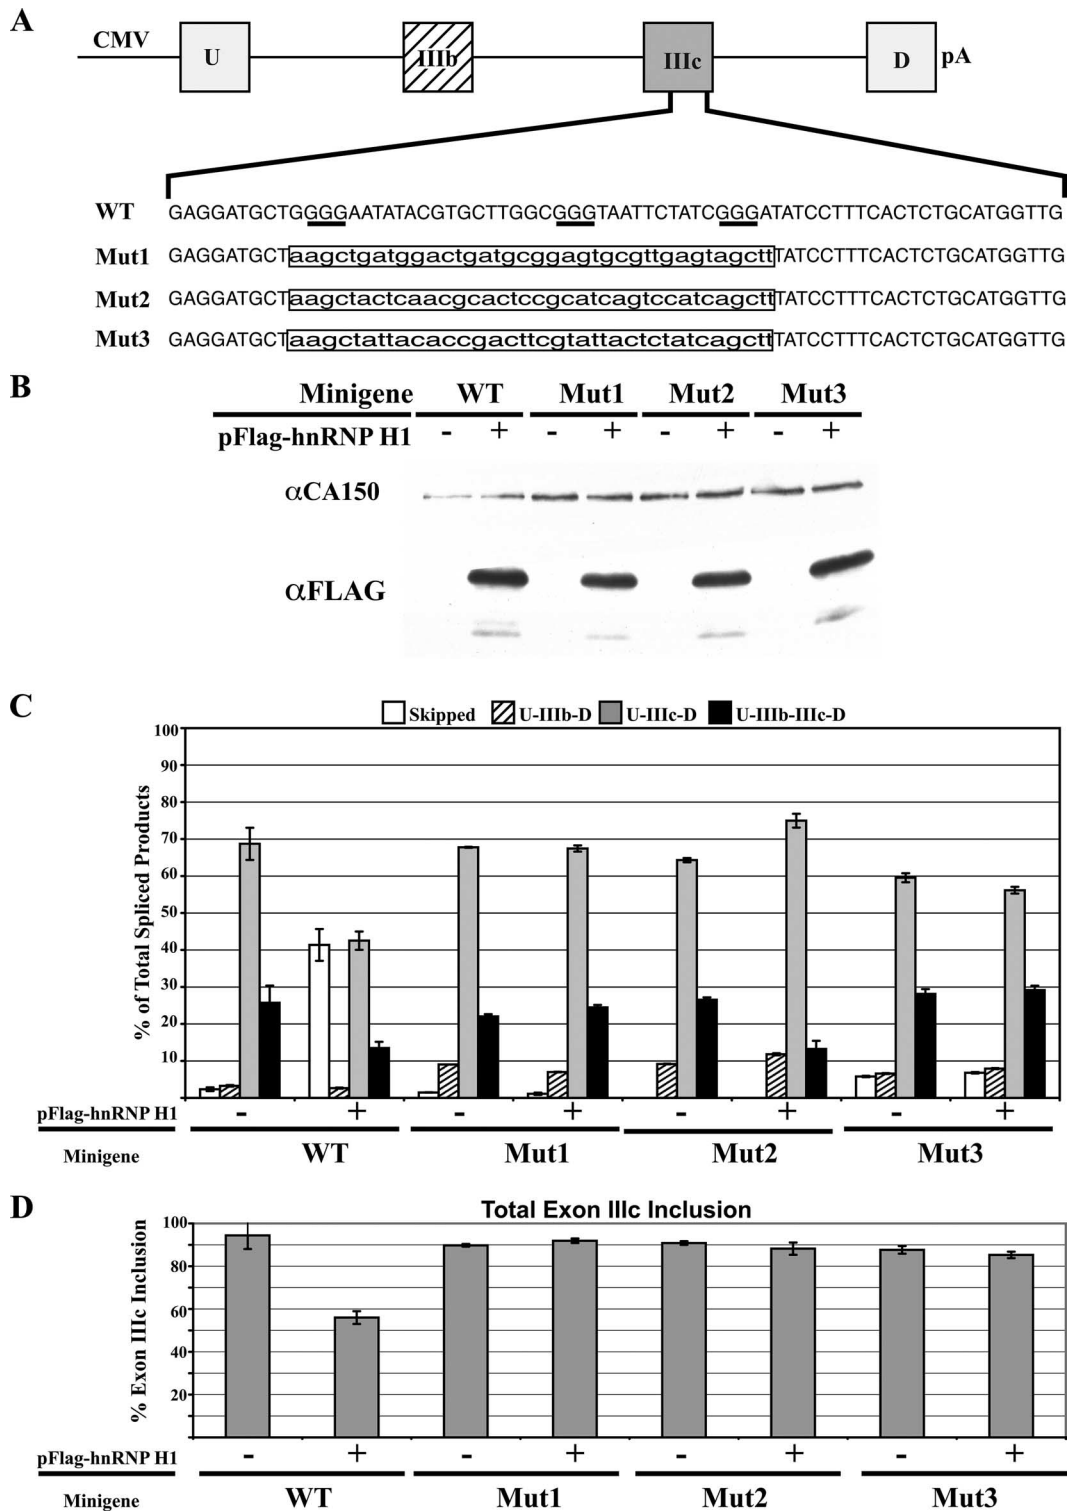 A
CMV U IIIb IIIc D pA
WT GAGGATGCTGGGGAATATACGTGCTTGGCGGGTAATTCTATCGGGATATCCTTTCACTCTGCATGGTTG
Mut1 GAGGATGCTaagctgatggactgatgcggagtgcgttgagtagcttTATCCTTTCACTCTGCATGGTTG
Mut2 GAGGATGCTaagctactcaacgcactccgcatcagtccatcagcttTATCCTTTCACTCTGCATGGTTG
Mut3 GAGGATGCTaagctattacaccgacttcgtattactctatcagcttTATCCTTTCACTCTGCATGGTTG
B
Minigene WT Mut1 Mut2 Mut3
pFlag-hnRNP H1 - + - + - + - +
αCA150
αFLAG
C
Skipped U-IIIb-D U-IIIc-D U-IIIb-IIIc-D
% of Total Spliced Products
100
90
80
70
60
50
40
30
20
10
pFlag-hnRNP H1 - + - + - + - +
Minigene WT Mut1 Mut2 Mut3
D
Total Exon IIIc Inclusion
% Exon IIIc Inclusion
100
80
60
40
20
pFlag-hnRNP H1 - + - + - + - +
Minigene WT Mut1 Mut2 Mut3